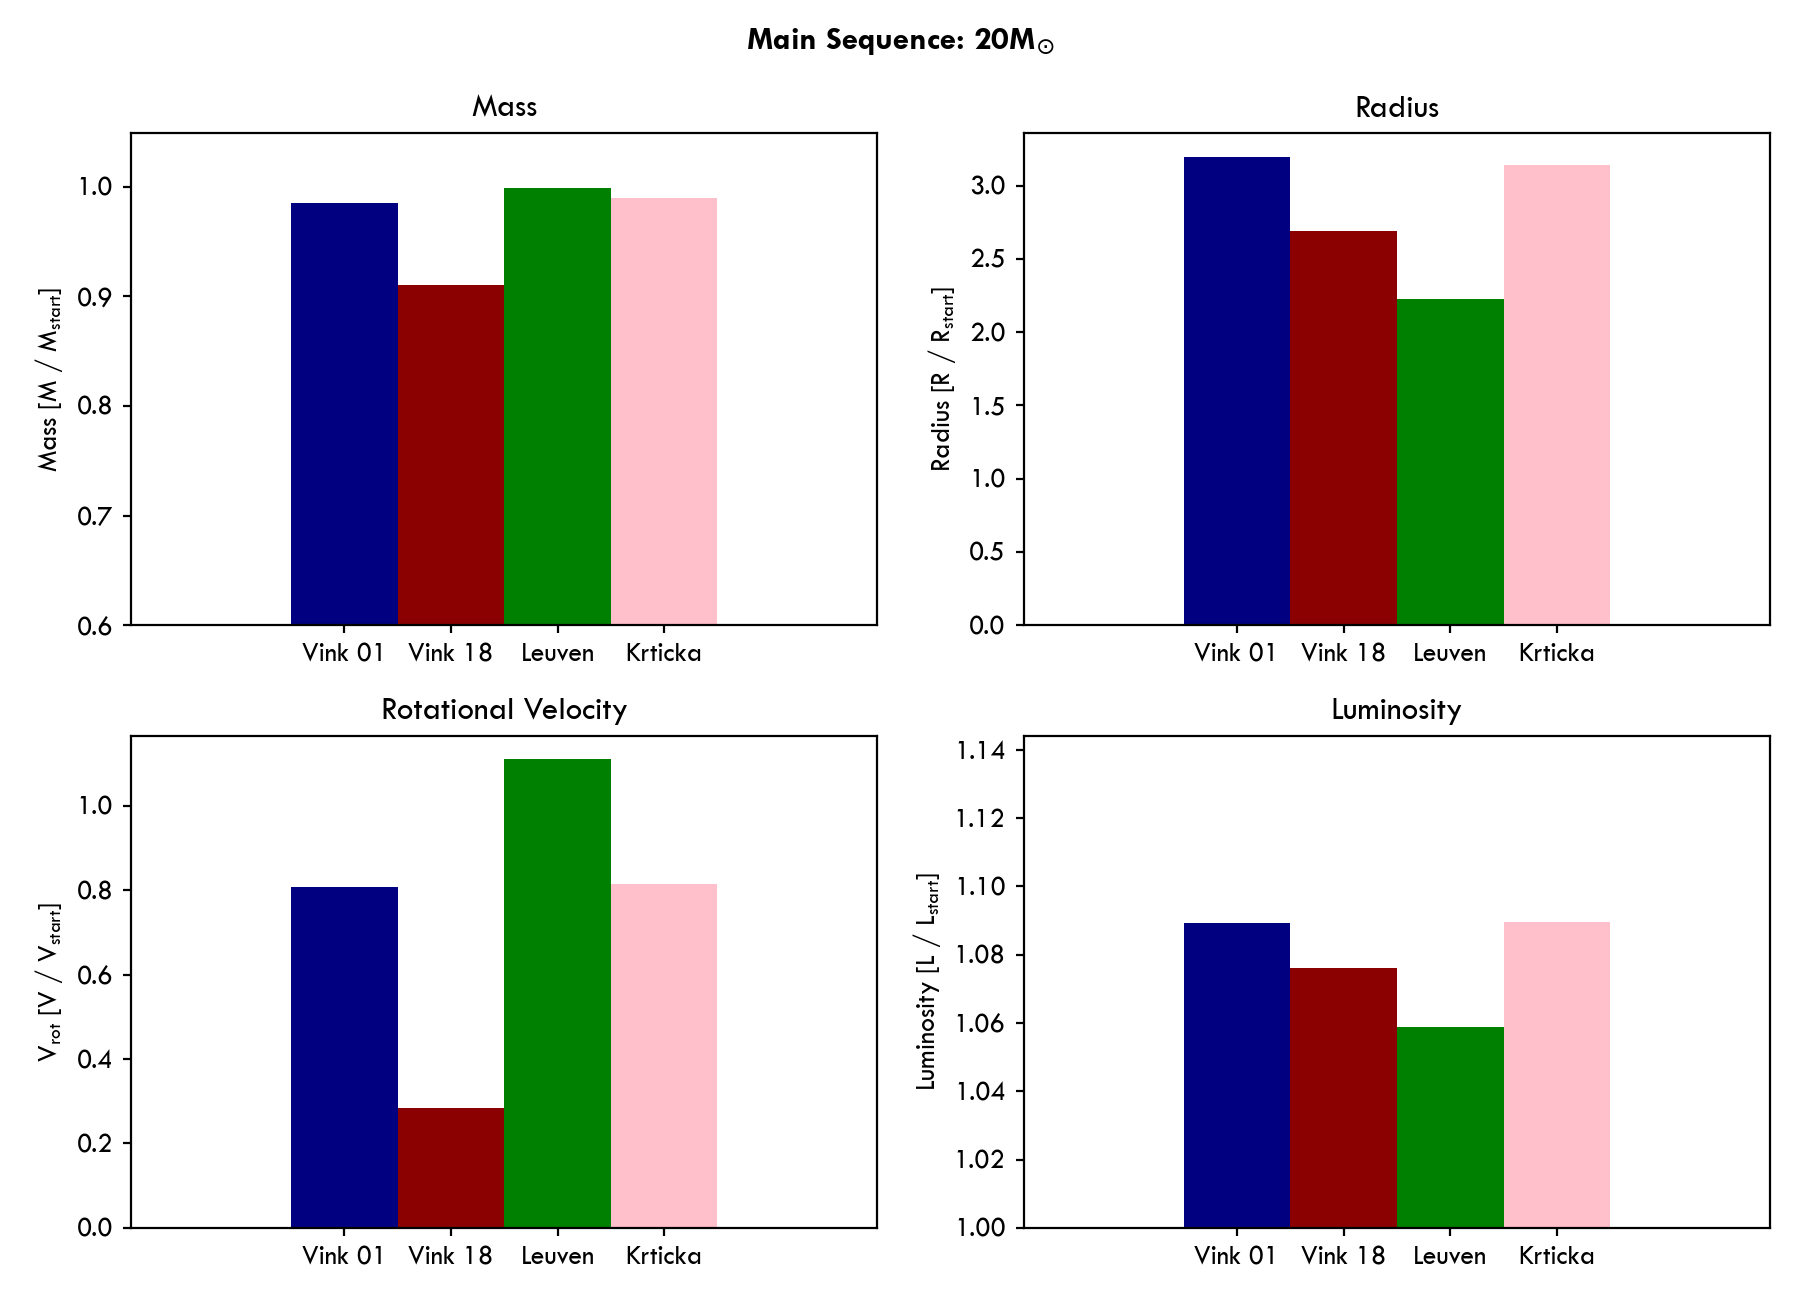 Main Sequence: 20M⊙
Mass
Mass [M / Mstart]
1.0
0.9
0.8
0.7
0.6
Vink 01 Vink 18 Leuven Krticka
Radius
Radius [R / Rstart]
3.0
2.5
2.0
1.5
1.0
0.5
0.0
Vink 01 Vink 18 Leuven Krticka
Rotational Velocity
Vrot [V / Vstart]
1.0
0.8
0.6
0.4
0.2
0.0
Vink 01 Vink 18 Leuven Krticka
Luminosity
Luminosity [L / Lstart]
1.14
1.12
1.10
1.08
1.06
1.04
1.02
1.00
Vink 01 Vink 18 Leuven Krticka